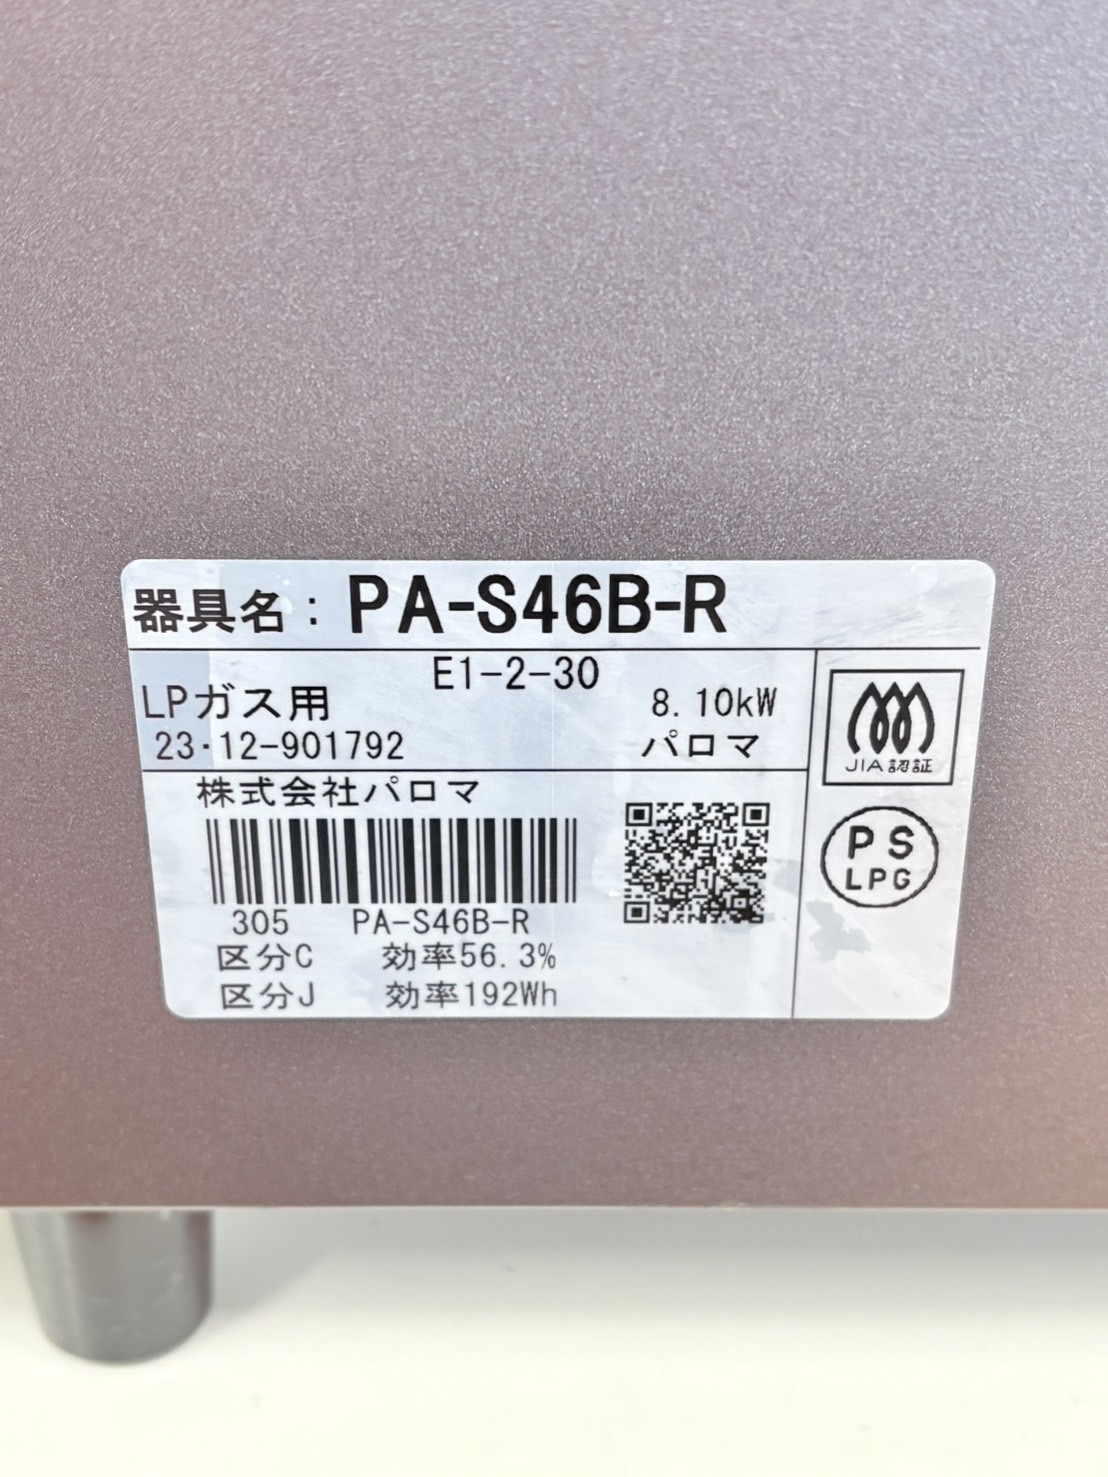 器具名:PA-S46B-R
E1-2-30
LPガス用 8.10kW
23・12-901792 パロマ
JIA認証
株式会社パロマ
PS
LPG
305 PA-S46B-R
区分C 効率56.3%
区分J 効率192Wh